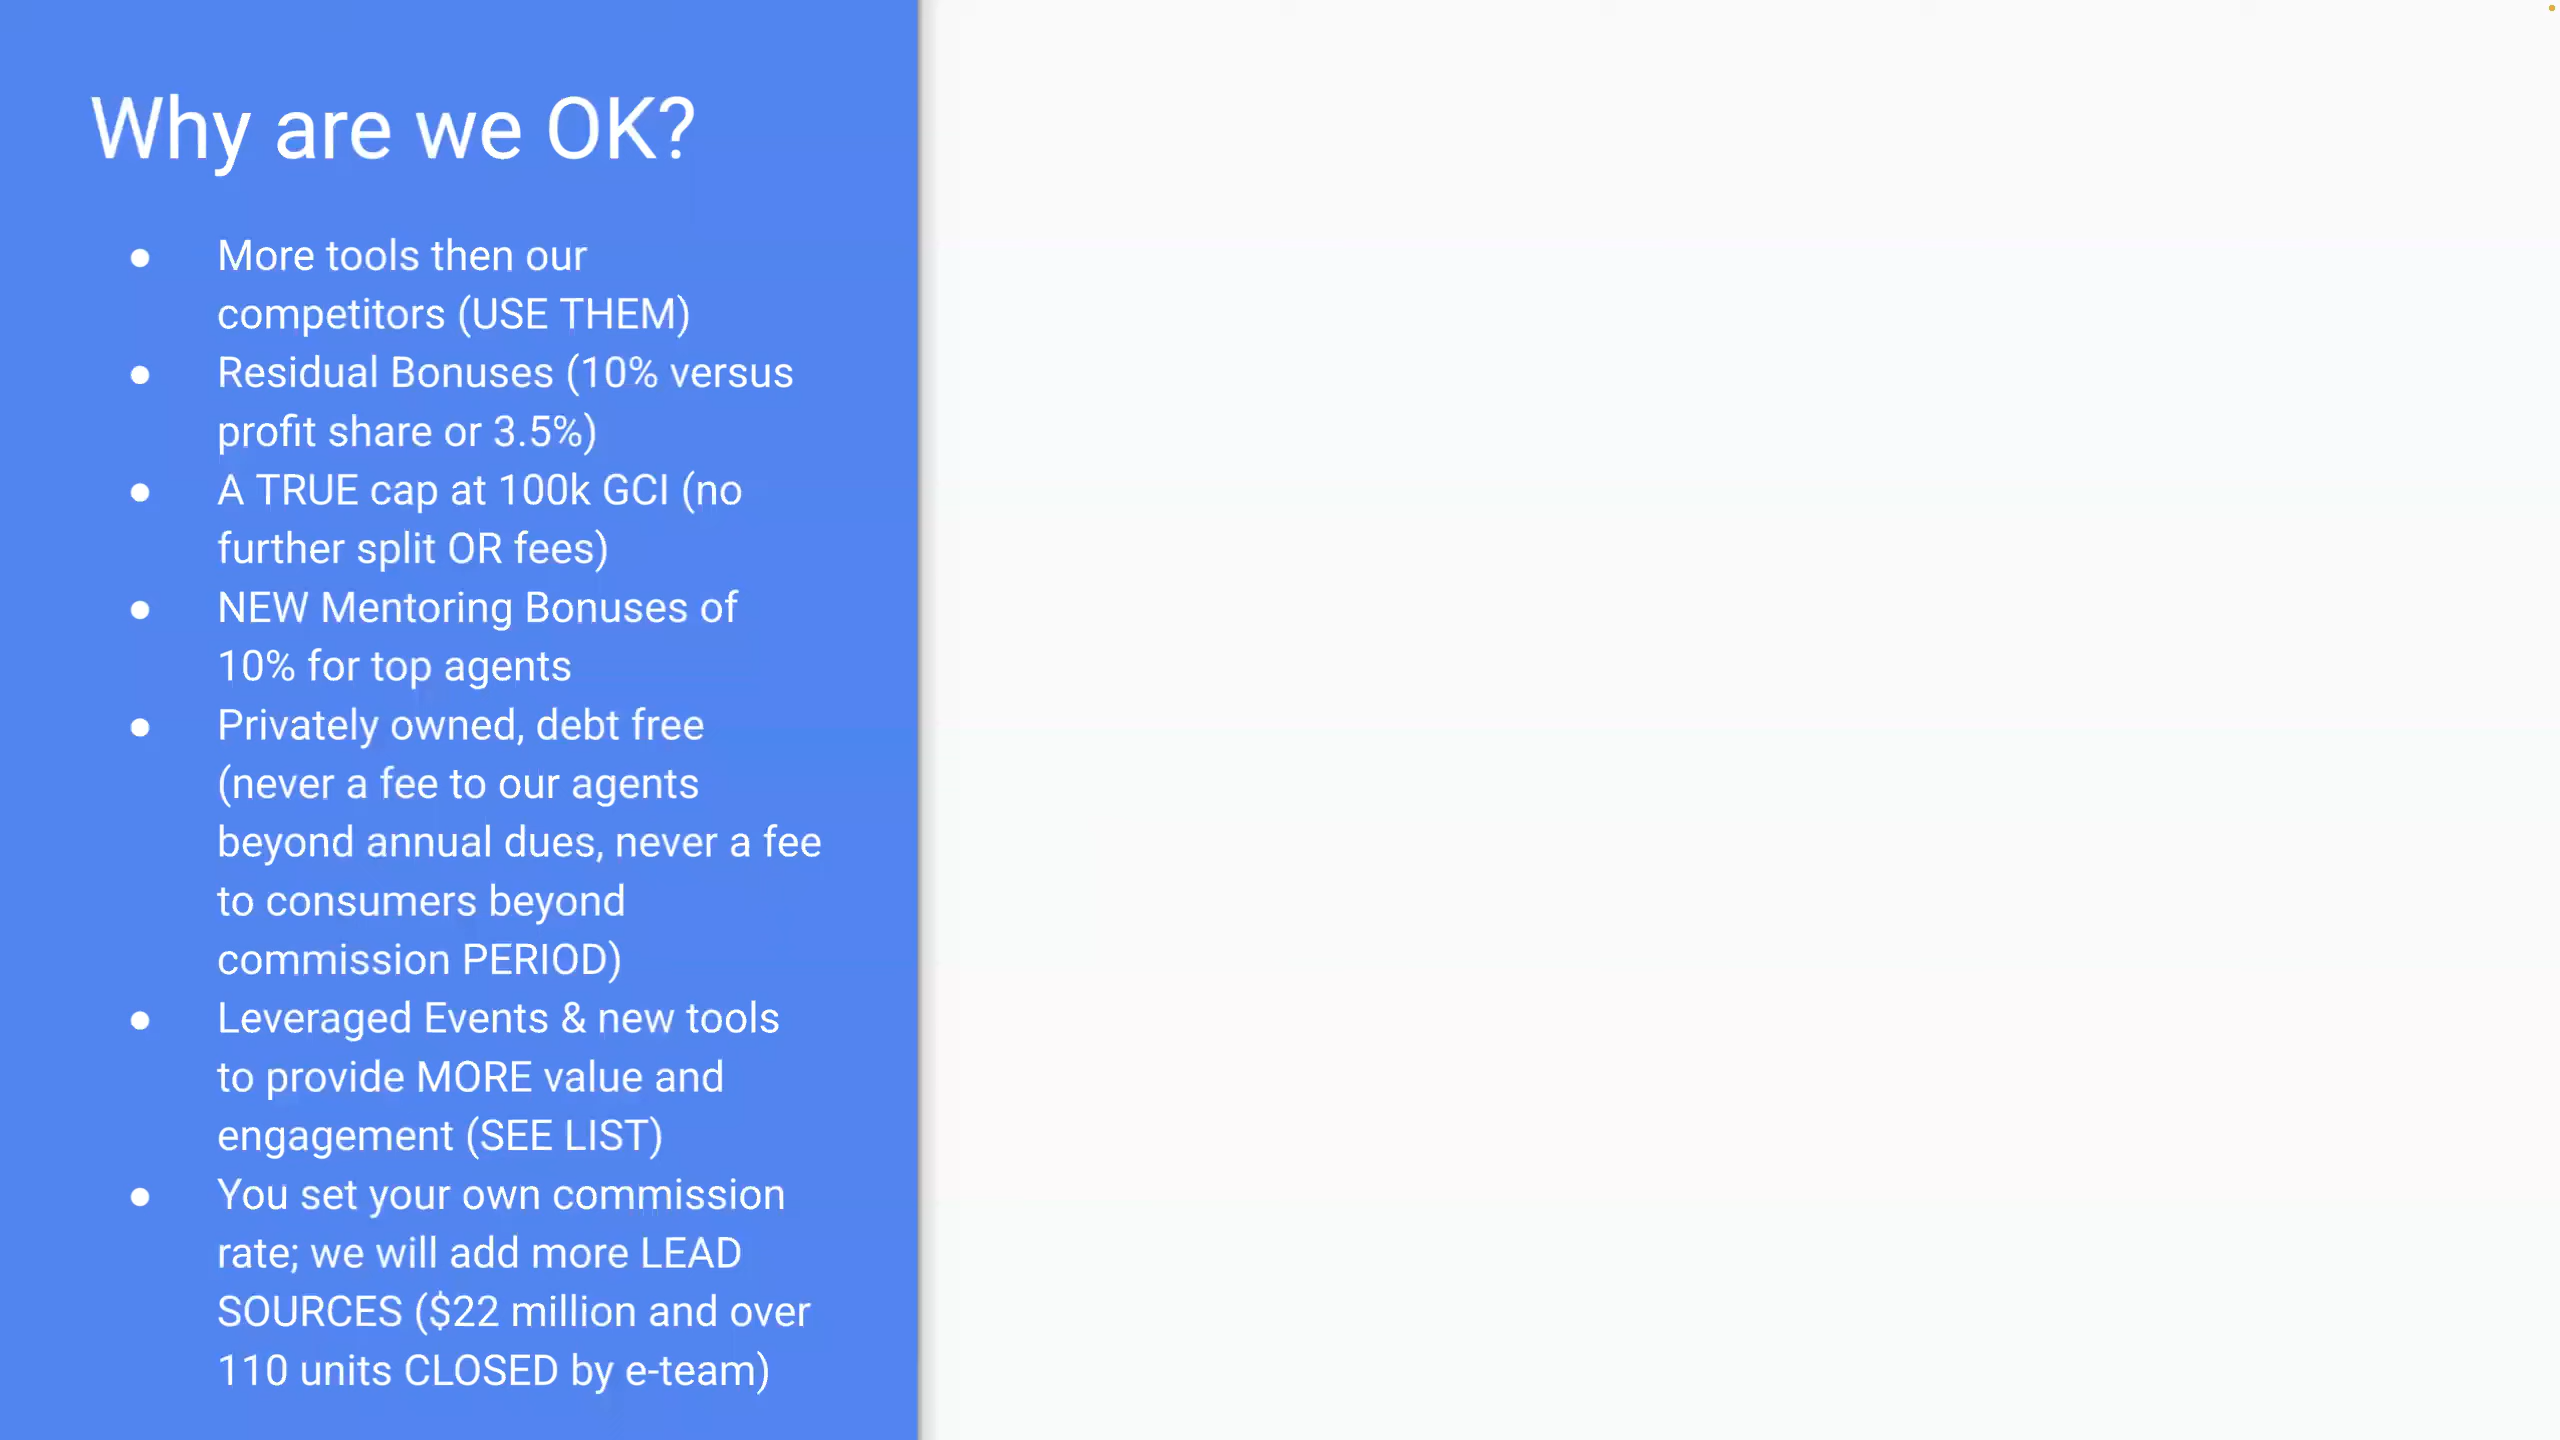 Why are we OK?
● More tools then our
competitors (USE THEM)
● Residual Bonuses (10% versus
profit share or 3.5%)
● A TRUE cap at 100k GCI (no
further split OR fees)
● NEW Mentoring Bonuses of
10% for top agents
● Privately owned, debt free
(never a fee to our agents
beyond annual dues, never a fee
to consumers beyond
commission PERIOD)
● Leveraged Events & new tools
to provide MORE value and
engagement (SEE LIST)
● You set your own commission
rate; we will add more LEAD
SOURCES ($22 million and over
110 units CLOSED by e-team)